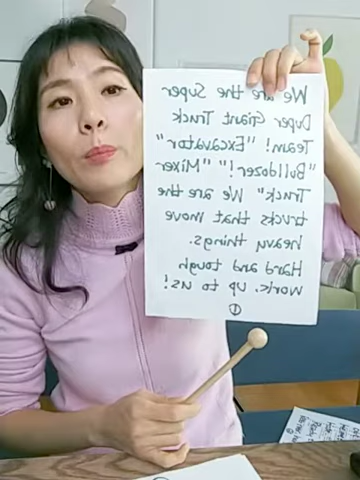 We are the Super
Duper Giant Truck
Team! "Excavator"
"Bulldozer!" "Mixer
Truck" We are the
trucks that move
heavy things.
Hard and tough
work. Up to us!
①